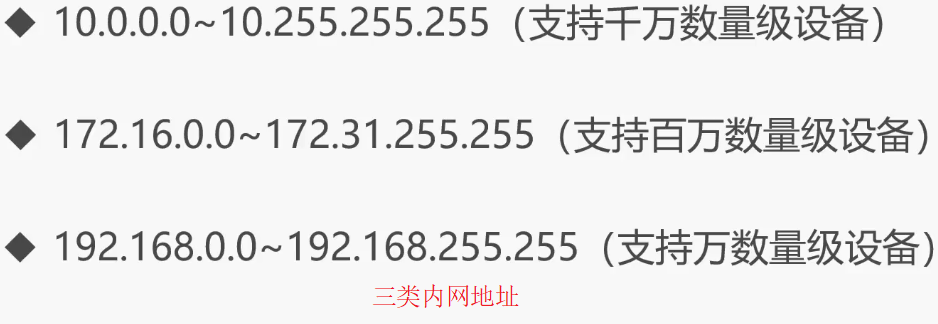 ◆ 10.0.0.0~10.255.255.255（支持千万数量级设备）
◆ 172.16.0.0~172.31.255.255（支持百万数量级设备）
◆ 192.168.0.0~192.168.255.255（支持万数量级设备）
三类内网地址